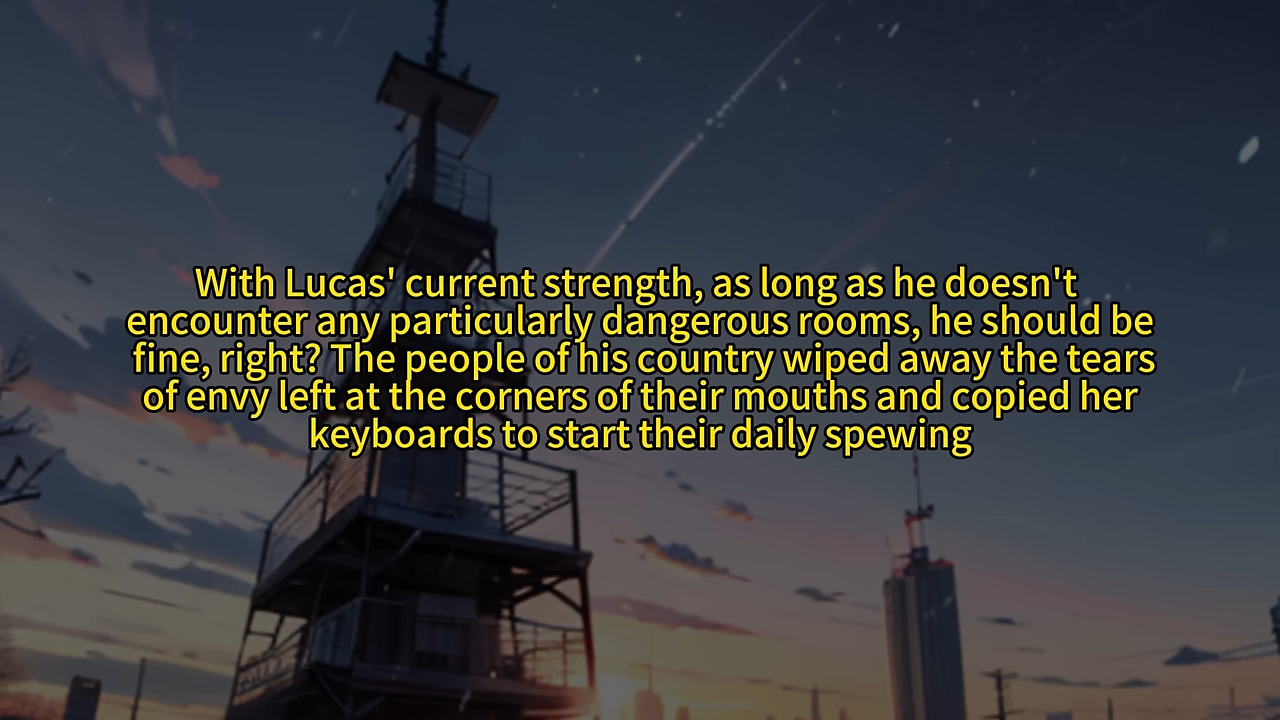 With Lucas' current strength, as long as he doesn't
encounter any particularly dangerous rooms, he should be
fine, right? The people of his country wiped away the tears
of envy left at the corners of their mouths and copied her
keyboards to start their daily spewing